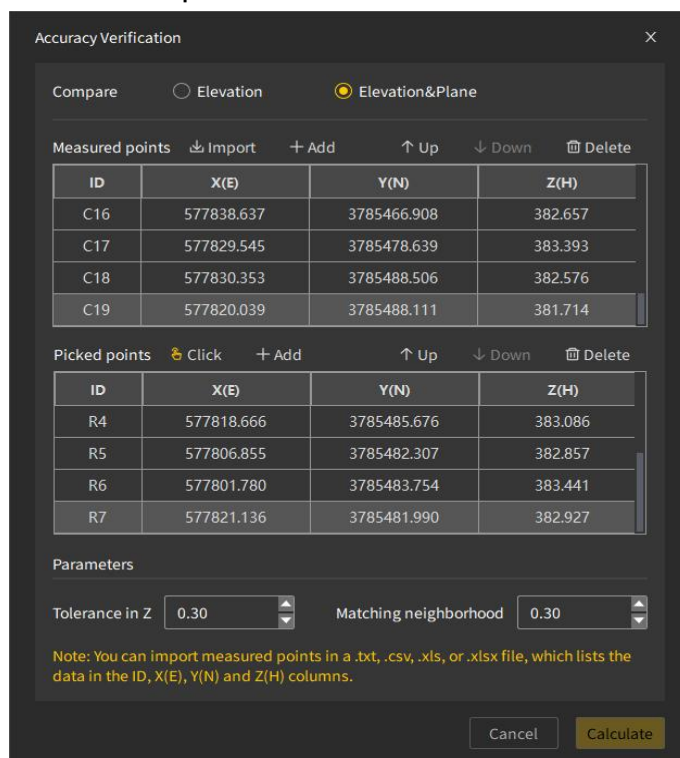 Accuracy Verification X
Compare Elevation Elevation&Plane
Measured points Import + Add ↑ Up ↓ Down Delete
ID X(E) Y(N) Z(H)
C16 577838.637 3785466.908 382.657
C17 577829.545 3785478.639 383.393
C18 577830.353 3785488.506 382.576
C19 577820.039 3785488.111 381.714
Picked points Click + Add ↑ Up ↓ Down Delete
ID X(E) Y(N) Z(H)
R4 577818.666 3785485.676 383.086
R5 577806.855 3785482.307 382.857
R6 577801.780 3785483.754 383.441
R7 577821.136 3785481.990 382.927
Parameters
Tolerance in Z 0.30 Matching neighborhood 0.30
Note: You can import measured points in a .txt, .csv, .xls, or .xlsx file, which lists the
data in the ID, X(E), Y(N) and Z(H) columns.
Cancel Calculate